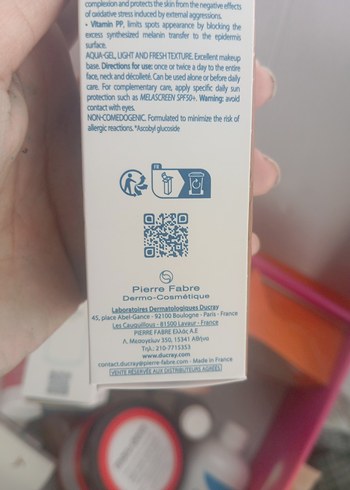 complexion and protects the skin from the negative effects
of oxidative stress induced by external aggressions.
• Vitamin PP, limits spots appearance by blocking the
excess synthesized melanin transfer to the epidermis
surface.
AQUA-GEL, LIGHT AND FRESH TEXTURE. Excellent makeup
base. Directions for use: once or twice a day to the entire
face, neck and décolleté. Can be used alone or before daily
care. For complementary care, apply specific daily sun
protection such as MELASCREEN SPF50+. Warning: avoid
contact with eyes.
NON-COMEDOGENIC. Formulated to minimize the risk of
allergic reactions. *Ascobyl glucoside
FR
Pierre Fabre
Dermo-Cosmétique
Laboratoires Dermatologiques Ducray
45, place Abel-Gance - 92100 Boulogne - Paris - France
Les Cauquillous - 81500 Lavaur - France
PIERRE FABRE Ελλάς Α.Ε
Λ. Μεσογείων 350, 15341 Αθήνα
Τηλ.: 210-7715353
www.ducray.com
contact.ducray@pierre-fabre.com - Made in France
VENTE RÉSERVÉE AUX DISTRIBUTEURS AGRÉÉS